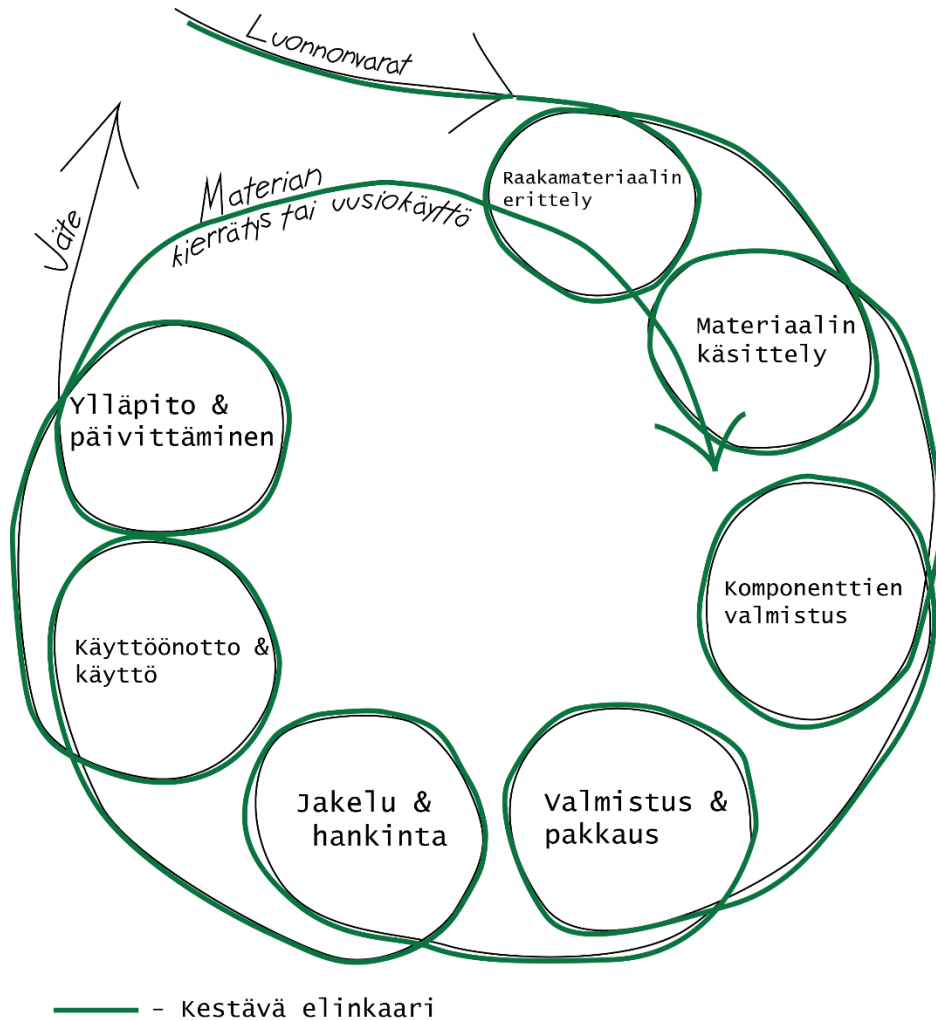 Luonnonvarat
Raakamateriaalin
erittely
Materiaalin
käsittely
Komponenttien
valmistus
Valmistus &
pakkaus
Jakelu &
hankinta
Käyttöönotto &
käyttö
Ylläpito &
päivittäminen
Jäte
Materian
kierrätys tai uusiokäyttö
– Kestävä elinkaari